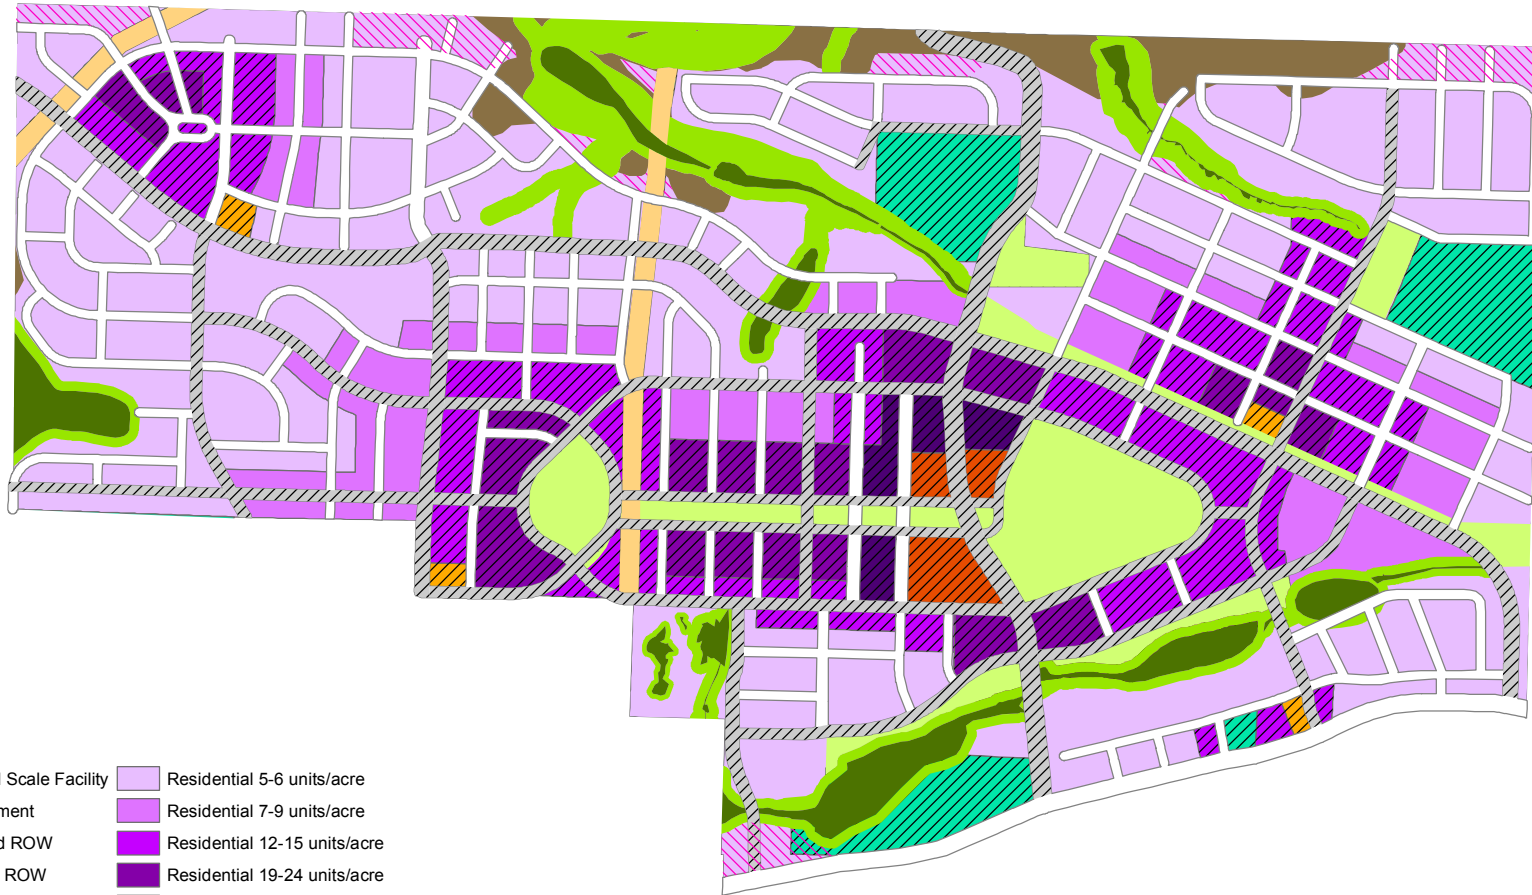 Scale Facility
Residential 5-6 units/acre
Residential 7-9 units/acre
ROW
Residential 12-15 units/acre
ROW
Residential 19-24 units/acre